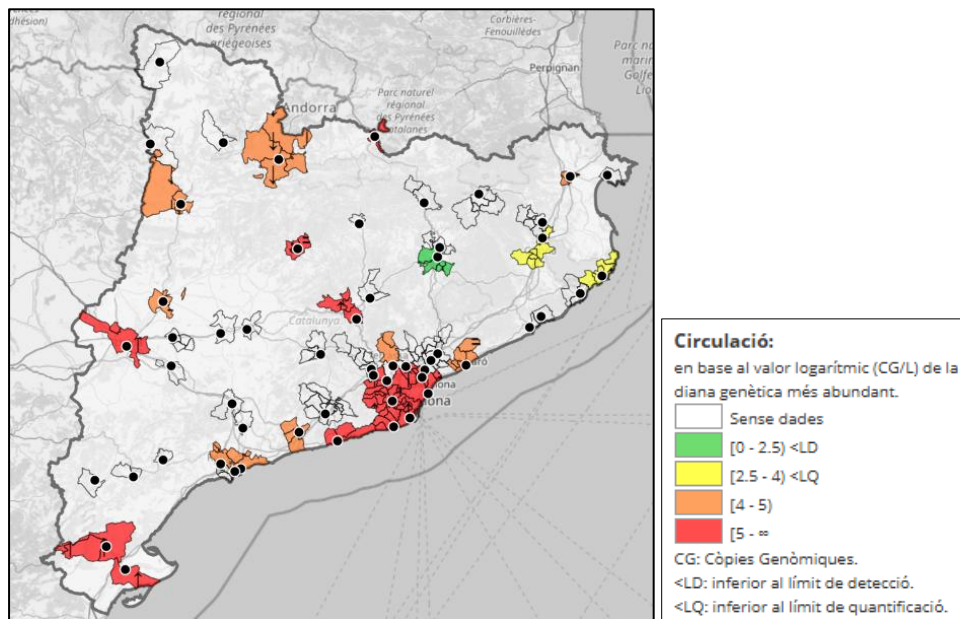 adhésion)
régional
des Pyrénées
ariégeoises
Corbières-
Fenouillèdes
Parc na
marin
Golfe
Lio
Perpignan
Andorra
Parc naturel
régional
des Pyrénées
catalanes
Catalunya
Circulació:
en base al valor logarítmic (CG/L) de la
diana genètica més abundant.
Sense dades
[0 - 2.5) <LD
[2.5 - 4) <LQ
[4 - 5)
[5 - ∞
CG: Còpies Genòmiques.
<LD: inferior al límit de detecció.
<LQ: inferior al límit de quantificació.